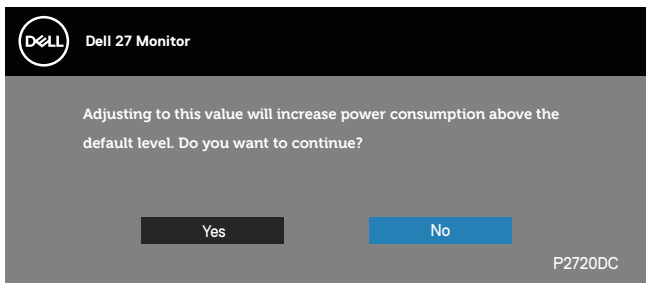 DELL
Dell 27 Monitor
Adjusting to this value will increase power consumption above the
default level. Do you want to continue?
Yes No
P2720DC